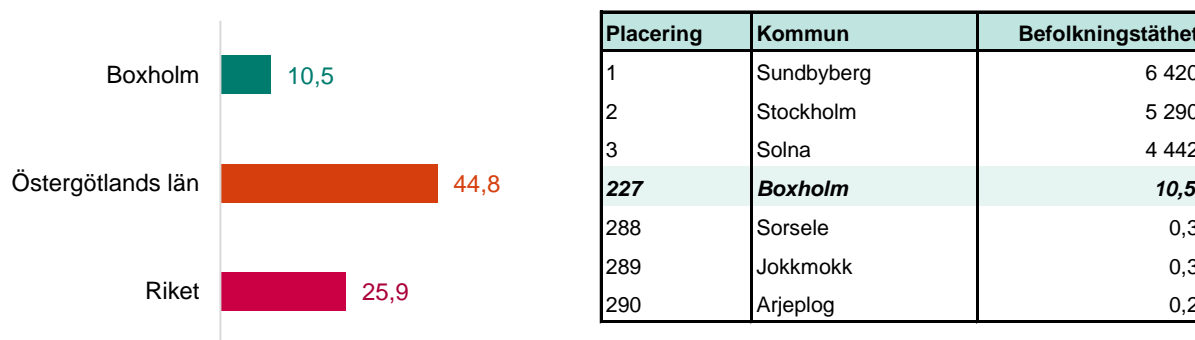 Boxholm 10,5
Östergötlands län 44,8
Riket 25,9
Placering Kommun Befolkningstäthet
1 Sundbyberg 6 420
2 Stockholm 5 290
3 Solna 4 442
227 Boxholm 10,5
288 Sorsele 0,3
289 Jokkmokk 0,3
290 Arjeplog 0,2